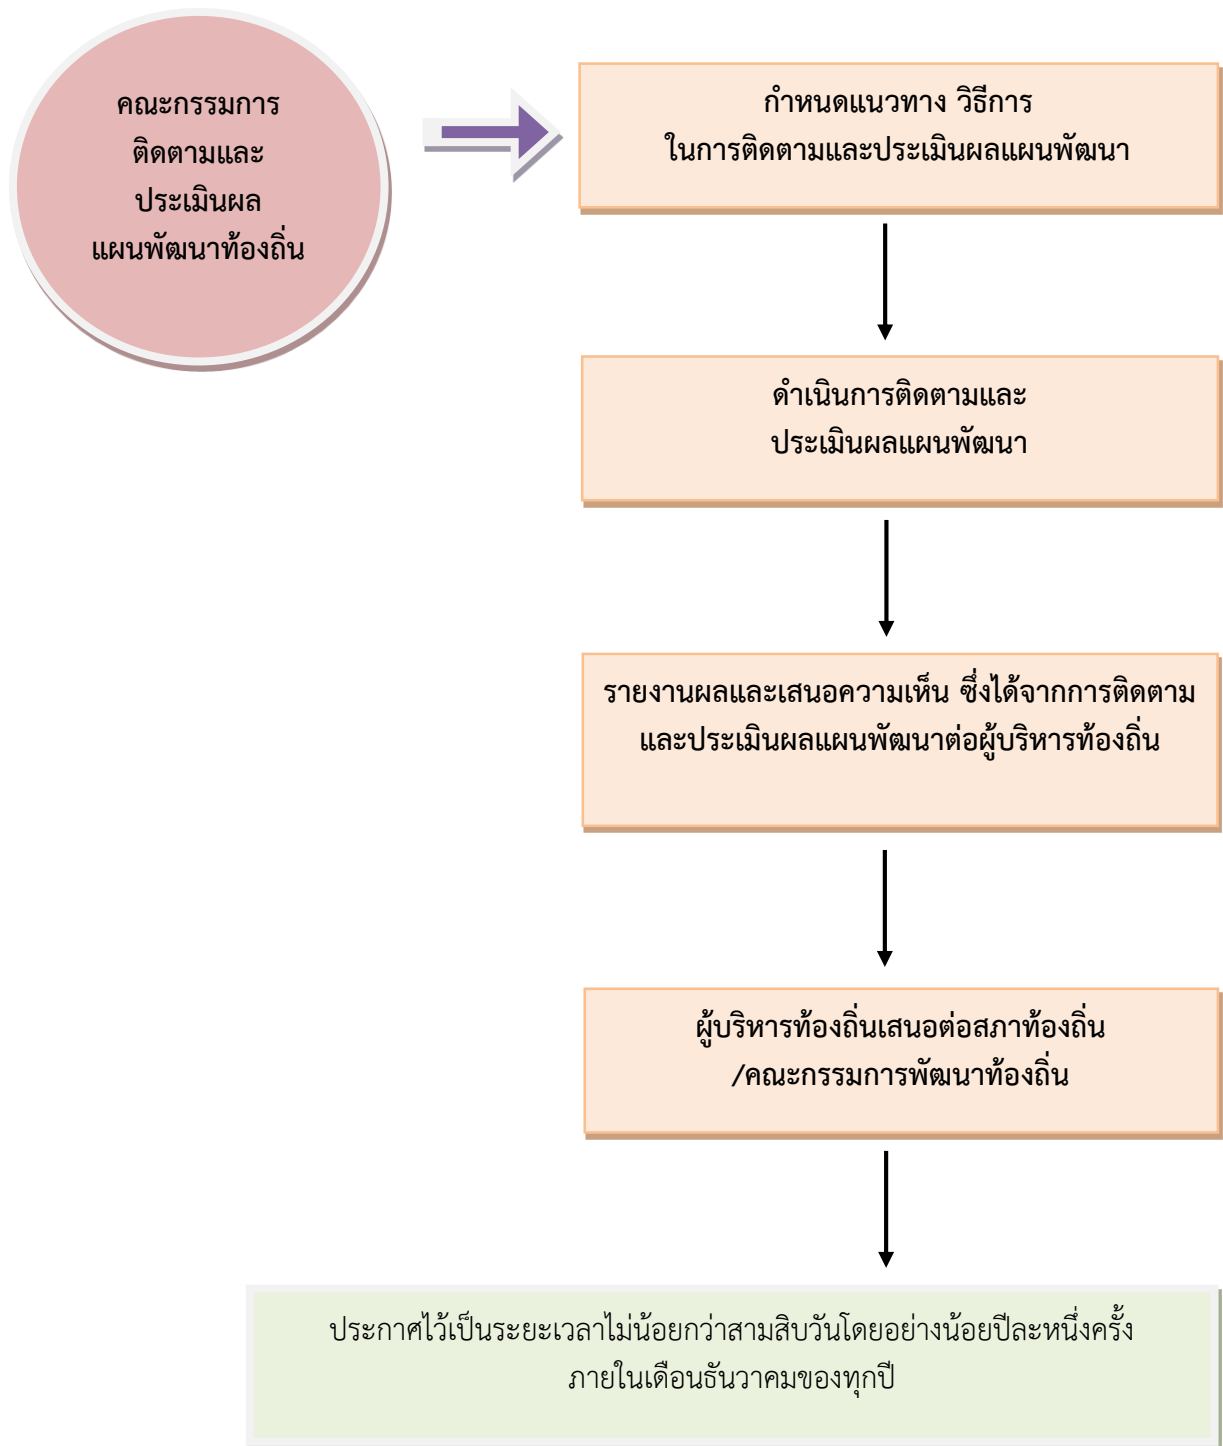 คณะกรรมการ
ติดตามและ
ประเมินผล
แผนพัฒนาท้องถิ่น
กำหนดแนวทาง วิธีการ
ในการติดตามและประเมินผลแผนพัฒนา
ดำเนินการติดตามและ
ประเมินผลแผนพัฒนา
รายงานผลและเสนอความเห็น ซึ่งได้จากการติดตาม
และประเมินผลแผนพัฒนาต่อผู้บริหารท้องถิ่น
ผู้บริหารท้องถิ่นเสนอต่อสภาท้องถิ่น
/คณะกรรมการพัฒนาท้องถิ่น
ประกาศไว้เป็นระยะเวลาไม่น้อยกว่าสามสิบวันโดยอย่างน้อยปีละหนึ่งครั้ง
ภายในเดือนธันวาคมของทุกปี